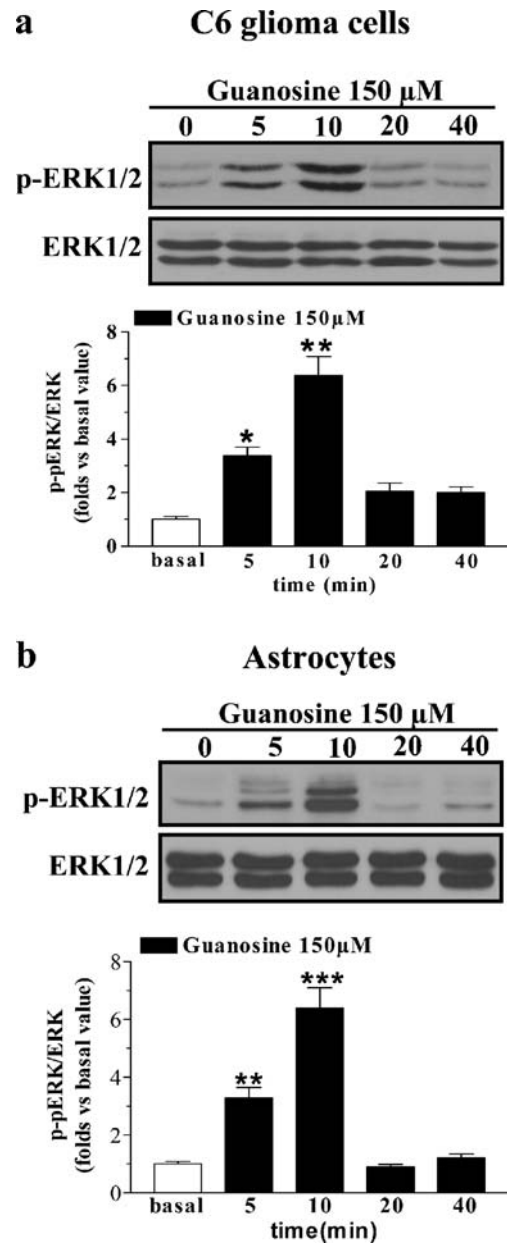 a C6 glioma cells
Guanosine 150 µM
0 5 10 20 40
p-ERK1/2
ERK1/2
Guanosine 150µM
p-pERK/ERK
(folds vs basal value)
8
6
4
2
0
*
**
basal 5 10 20 40
time (min)
b Astrocytes
Guanosine 150 µM
0 5 10 20 40
p-ERK1/2
ERK1/2
Guanosine 150µM
p-pERK/ERK
(folds vs basal value)
8
6
4
2
0
**
***
basal 5 10 20 40
time(min)